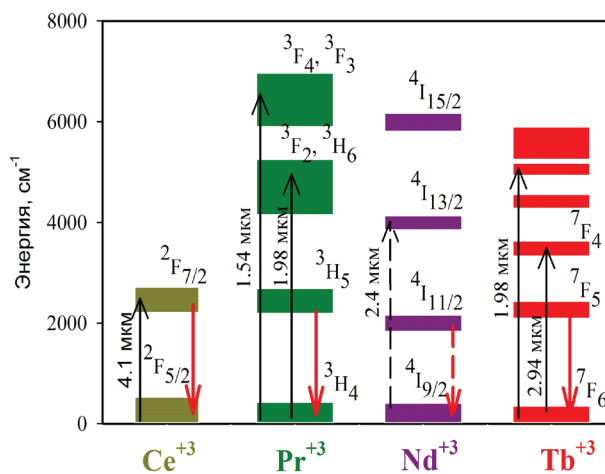 Энергия, см⁻¹
8000
6000
4000
2000
0
²F₇/₂
4.1 мкм
²F₅/₂
Ce⁺³
³F₄, ³F₃
³F₂, ³H₆
1.54 мкм
1.98 мкм
³H₅
³H₄
Pr⁺³
⁴I₁₅/₂
⁴I₁₃/₂
2.4 мкм
⁴I₁₁/₂
⁴I₉/₂
Nd⁺³
⁷F₄
1.98 мкм
⁷F₅
2.94 мкм
⁷F₆
Tb⁺³